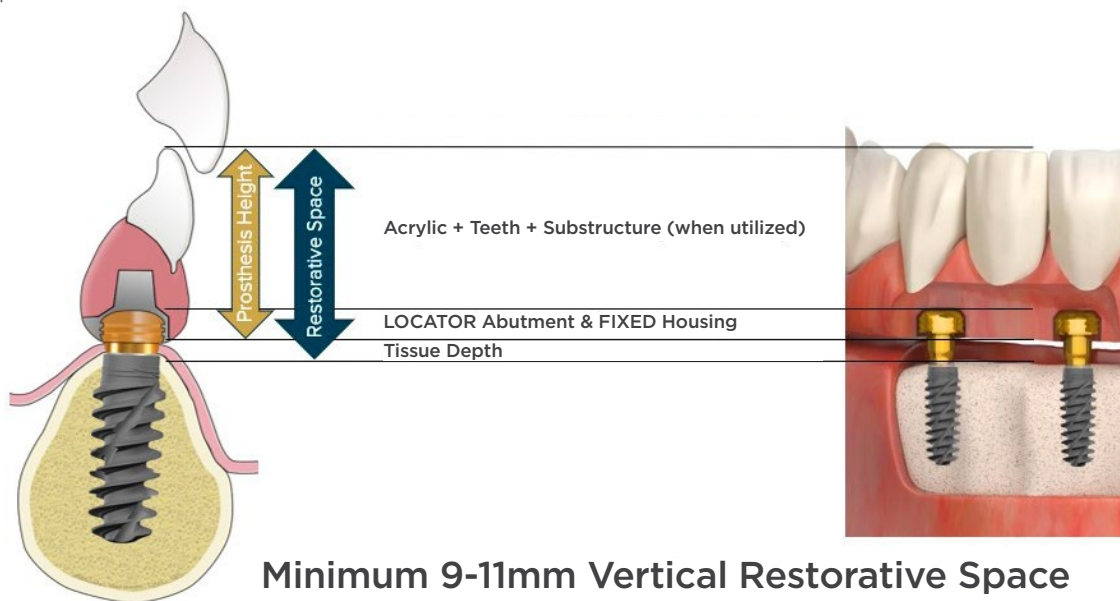 Prosthesis Height
Restorative Space
Acrylic + Teeth + Substructure (when utilized)
LOCATOR Abutment & FIXED Housing
Tissue Depth
Minimum 9-11mm Vertical Restorative Space